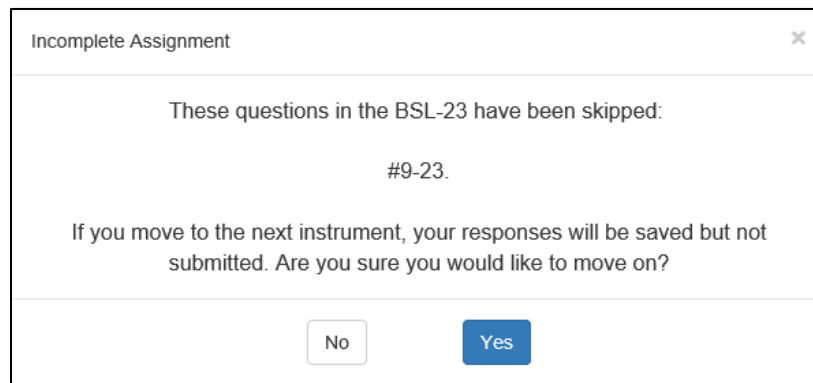 Incomplete Assignment ×
These questions in the BSL-23 have been skipped:
#9-23.
If you move to the next instrument, your responses will be saved but not
submitted. Are you sure you would like to move on?
No Yes